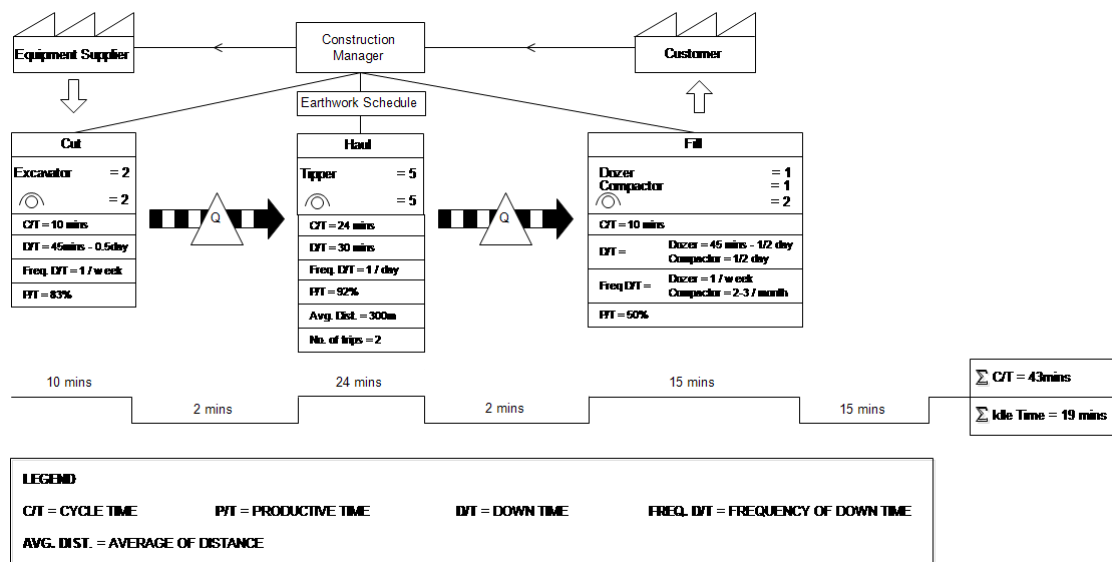 Equipment Supplier
Construction
Manager
Customer
Earthwork Schedule
Cut
Excavator = 2
= 2
C/T = 10 mins
D/T = 45mins - 0.5day
Freq. D/T = 1 / week
P/T = 83%
Q
Haul
Tipper = 5
= 5
C/T = 24 mins
D/T = 30 mins
Freq. D/T = 1 / day
P/T = 92%
Avg. Dist. = 300m
No. of trips = 2
Q
Fill
Dozer = 1
Compactor = 1
= 2
C/T = 10 mins
D/T = Dozer = 45 mins - 1/2 day
Compactor = 1/2 day
Freq D/T = Dozer = 1 / week
Compactor = 2-3 / month
P/T = 50%
10 mins
2 mins
24 mins
2 mins
15 mins
15 mins
∑ C/T = 43mins
∑ Idle Time = 19 mins
LEGEND
C/T = CYCLE TIME P/T = PRODUCTIVE TIME D/T = DOWN TIME FREQ. D/T = FREQUENCY OF DOWN TIME
AVG. DIST. = AVERAGE OF DISTANCE